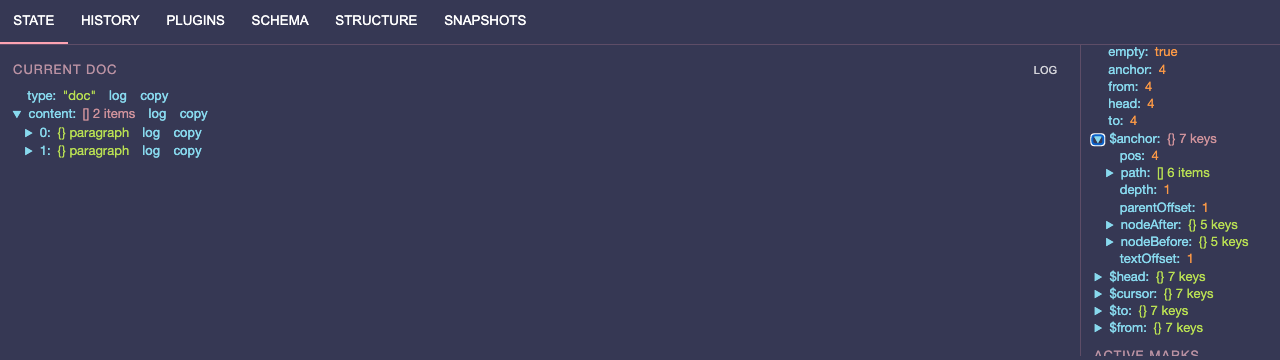 STATE HISTORY PLUGINS SCHEMA STRUCTURE SNAPSHOTS
CURRENT DOC LOG
type: "doc" log copy
content: [] 2 items log copy
0: {} paragraph log copy
1: {} paragraph log copy
empty: true
anchor: 4
from: 4
head: 4
to: 4
$anchor: {} 7 keys
pos: 4
path: [] 6 items
depth: 1
parentOffset: 1
nodeAfter: {} 5 keys
nodeBefore: {} 5 keys
textOffset: 1
$head: {} 7 keys
$cursor: {} 7 keys
$to: {} 7 keys
$from: {} 7 keys
ACTIVE MARKS